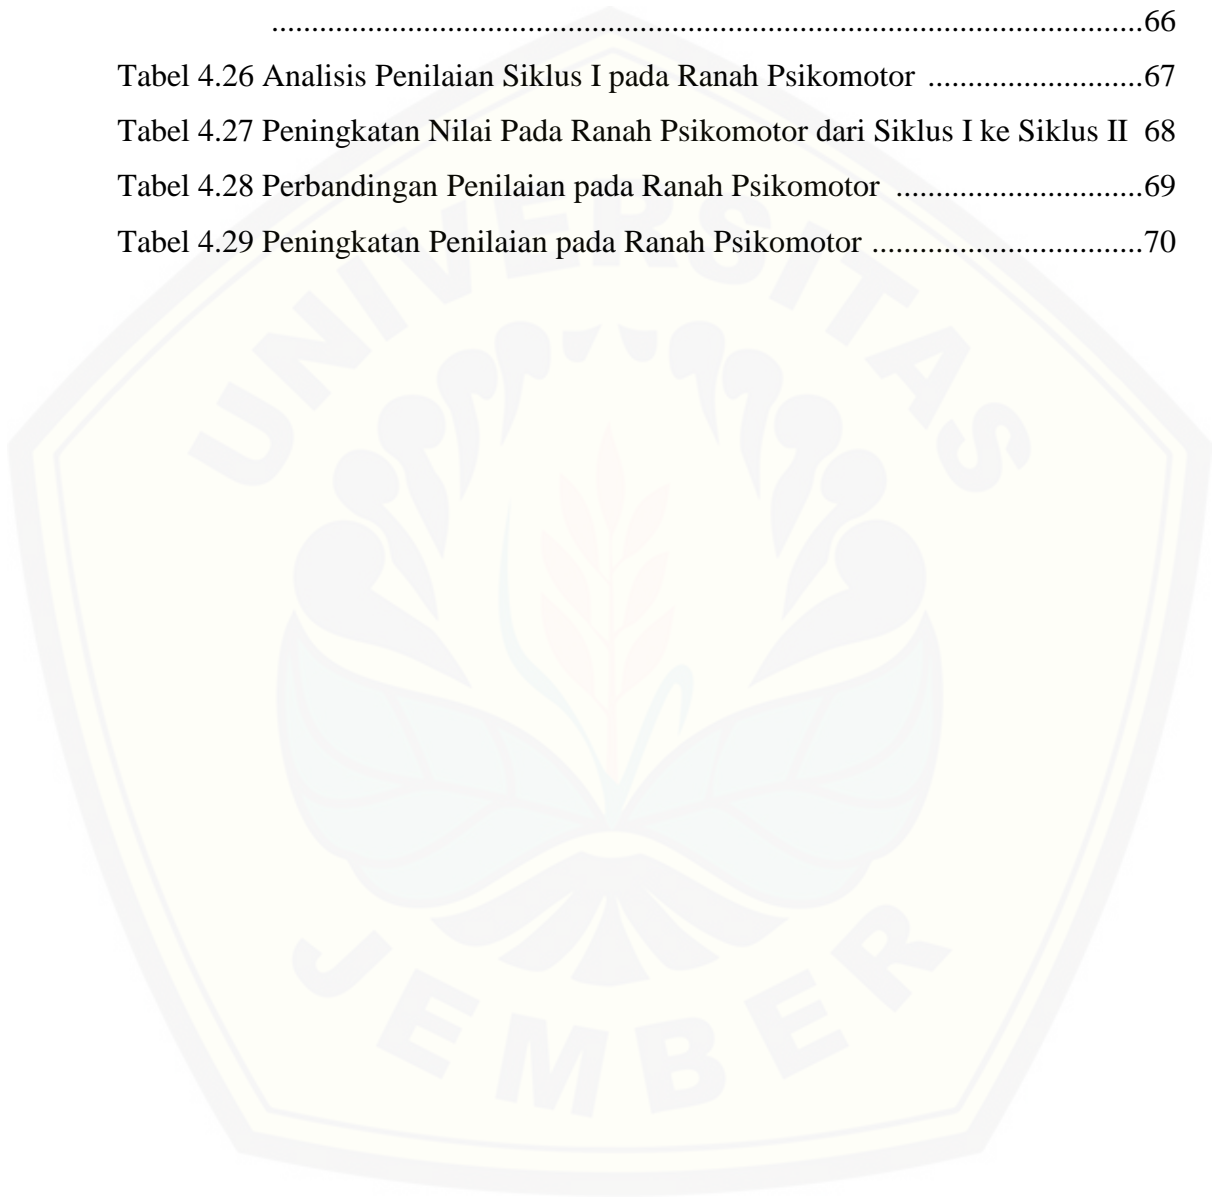 ..............................................................................................................66
Tabel 4.26 Analisis Penilaian Siklus I pada Ranah Psikomotor ...........................67
Tabel 4.27 Peningkatan Nilai Pada Ranah Psikomotor dari Siklus I ke Siklus II 68
Tabel 4.28 Perbandingan Penilaian pada Ranah Psikomotor ...............................69
Tabel 4.29 Peningkatan Penilaian pada Ranah Psikomotor ..................................70
UNIVERSITAS
JEMBER